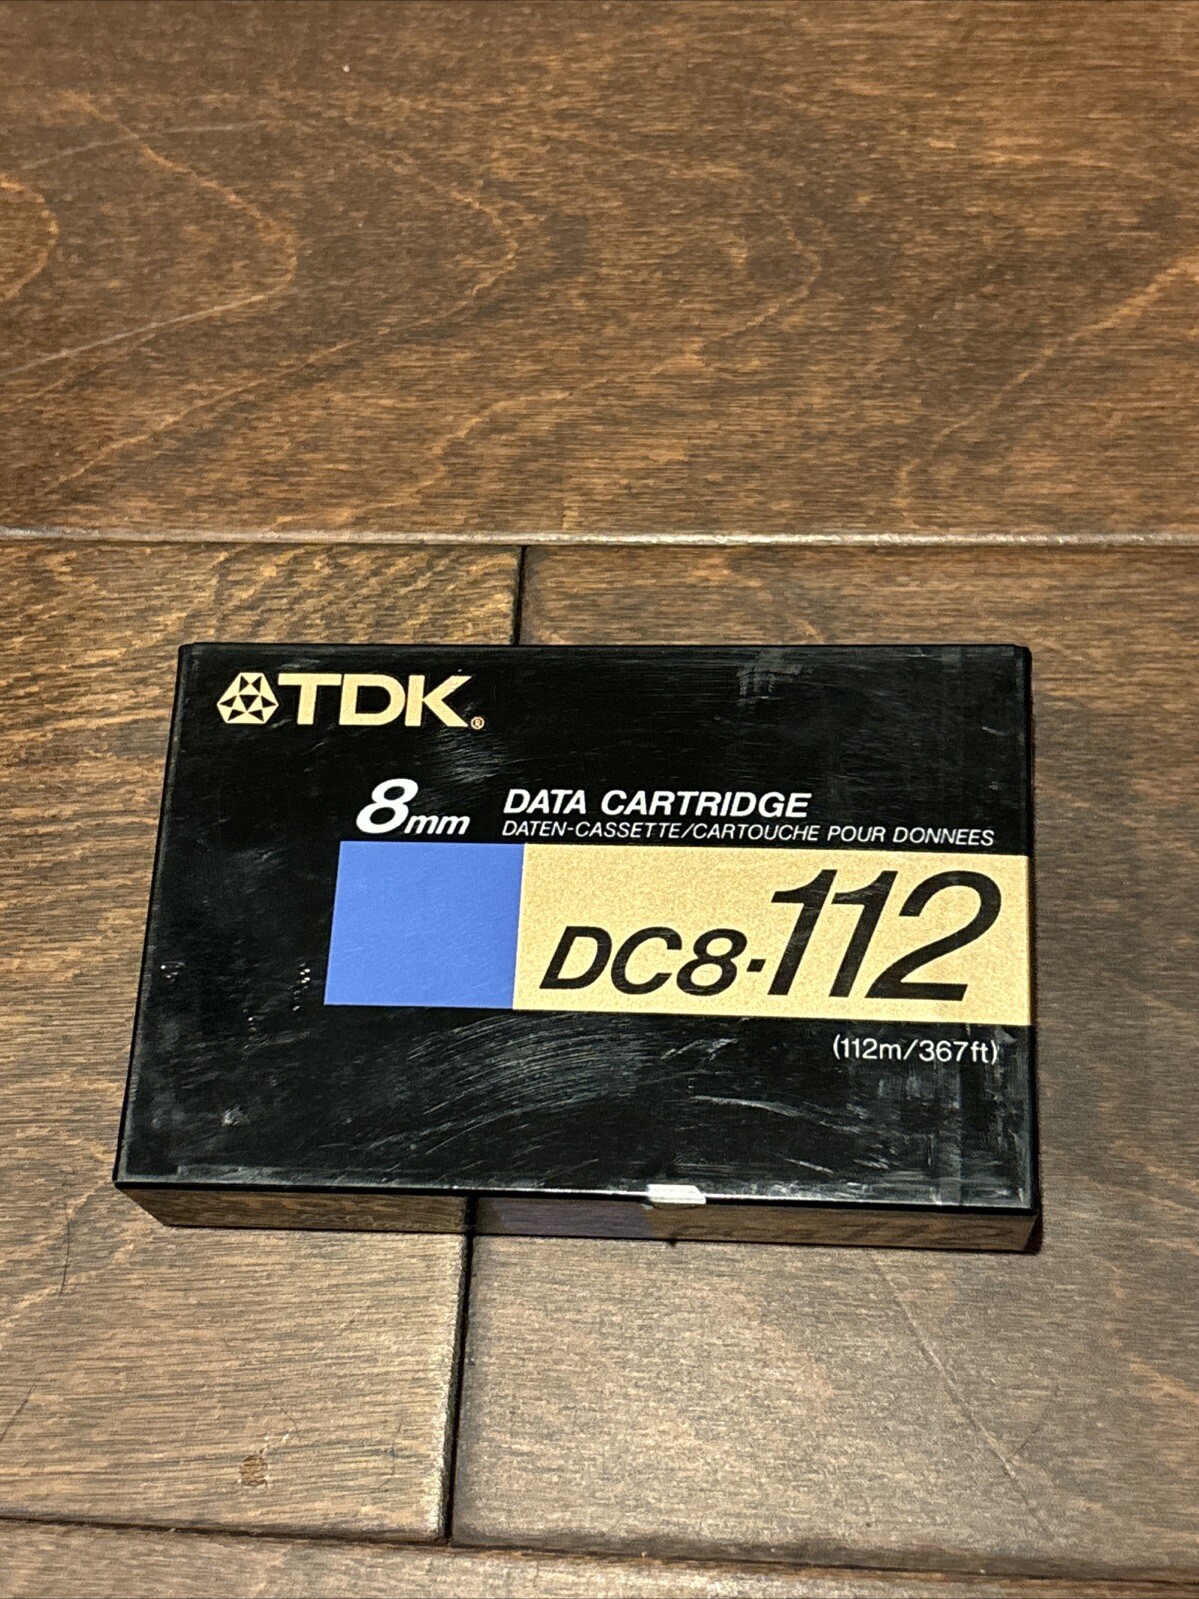 TDK®
8mm DATA CARTRIDGE
DATEN-CASSETTE/CARTOUCHE POUR DONNEES
DC8-112
(112m/367ft)